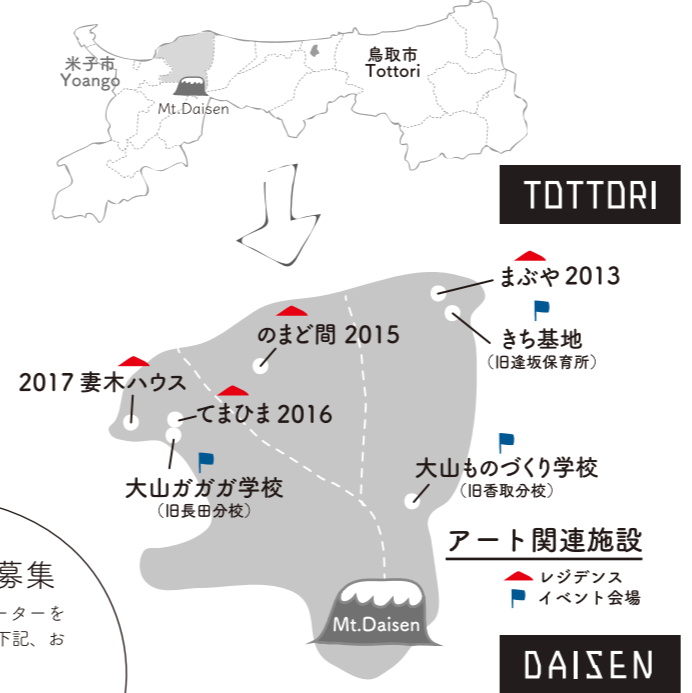 米子市
Yoango
鳥取市
Tottori
Mt.Daisen
TOTTORI
まぶや 2013
きち基地
（旧逢坂保育所）
のまど間 2015
2017 妻木ハウス
てまひま 2016
大山ガガガ学校
（旧長田分校）
大山ものづくり学校
（旧香取分校）
アート関連施設
レジデンス
イベント会場
募集
ーターを
下記、お
Mt.Daisen
DAISEN